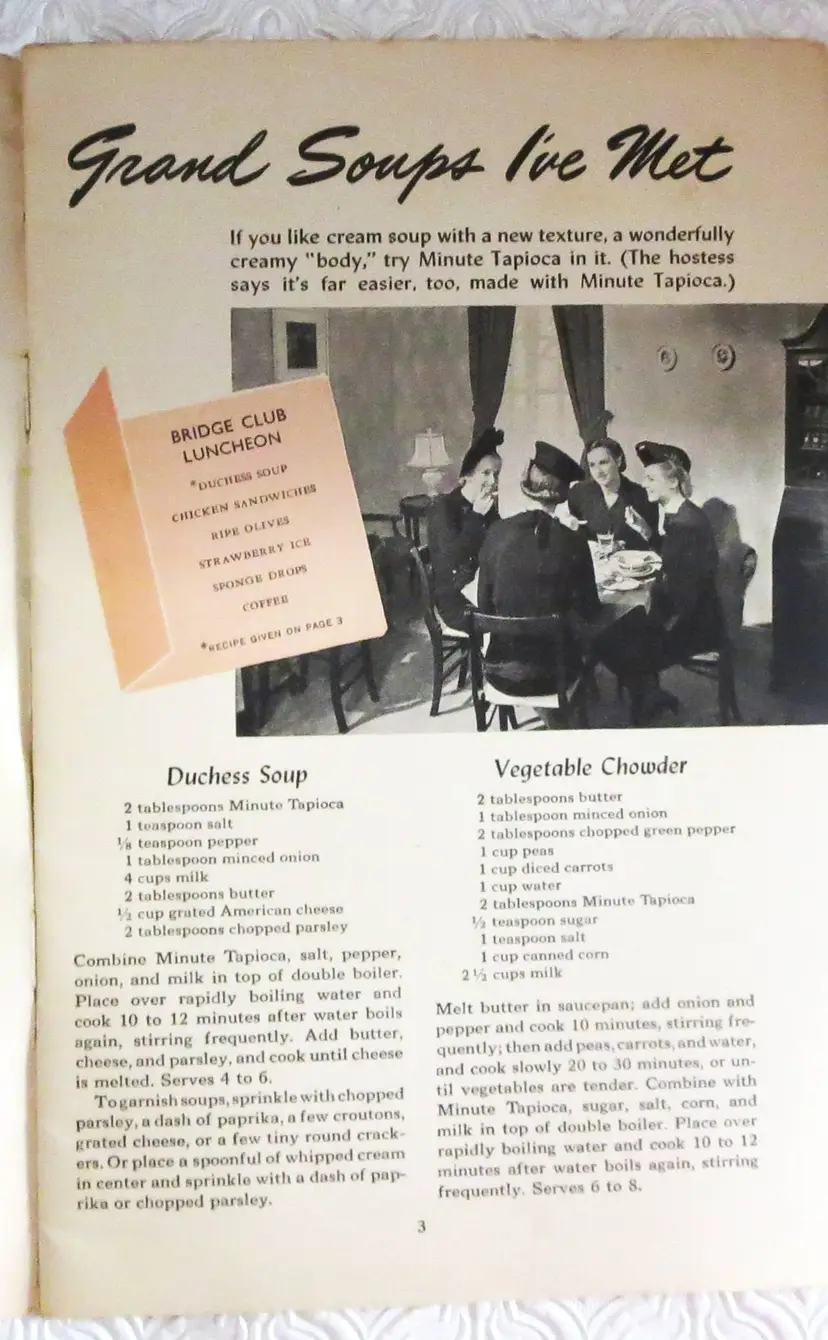 Grand Soups I've Met
If you like cream soup with a new texture, a wonderfully
creamy "body," try Minute Tapioca in it. (The hostess
says it's far easier, too, made with Minute Tapioca.)
BRIDGE CLUB
LUNCHEON
*DUCHESS SOUP
CHICKEN SANDWICHES
RIPE OLIVES
STRAWBERRY ICE
SPONGE DROPS
COFFEE
*RECIPE GIVEN ON PAGE 3
Duchess Soup
2 tablespoons Minute Tapioca
1 teaspoon salt
⅛ teaspoon pepper
1 tablespoon minced onion
4 cups milk
2 tablespoons butter
½ cup grated American cheese
2 tablespoons chopped parsley
Combine Minute Tapioca, salt, pepper,
onion, and milk in top of double boiler.
Place over rapidly boiling water and
cook 10 to 12 minutes after water boils
again, stirring frequently. Add butter,
cheese, and parsley, and cook until cheese
is melted. Serves 4 to 6.
To garnish soups, sprinkle with chopped
parsley, a dash of paprika, a few croutons,
grated cheese, or a few tiny round crack-
ers. Or place a spoonful of whipped cream
in center and sprinkle with a dash of pap-
rika or chopped parsley.
Vegetable Chowder
2 tablespoons butter
1 tablespoon minced onion
2 tablespoons chopped green pepper
1 cup peas
1 cup diced carrots
1 cup water
2 tablespoons Minute Tapioca
½ teaspoon sugar
1 teaspoon salt
1 cup canned corn
2 ½ cups milk
Melt butter in saucepan; add onion and
pepper and cook 10 minutes, stirring fre-
quently; then add peas, carrots, and water,
and cook slowly 20 to 30 minutes, or un-
til vegetables are tender. Combine with
Minute Tapioca, sugar, salt, corn, and
milk in top of double boiler. Place over
rapidly boiling water and cook 10 to 12
minutes after water boils again, stirring
frequently. Serves 6 to 8.
3